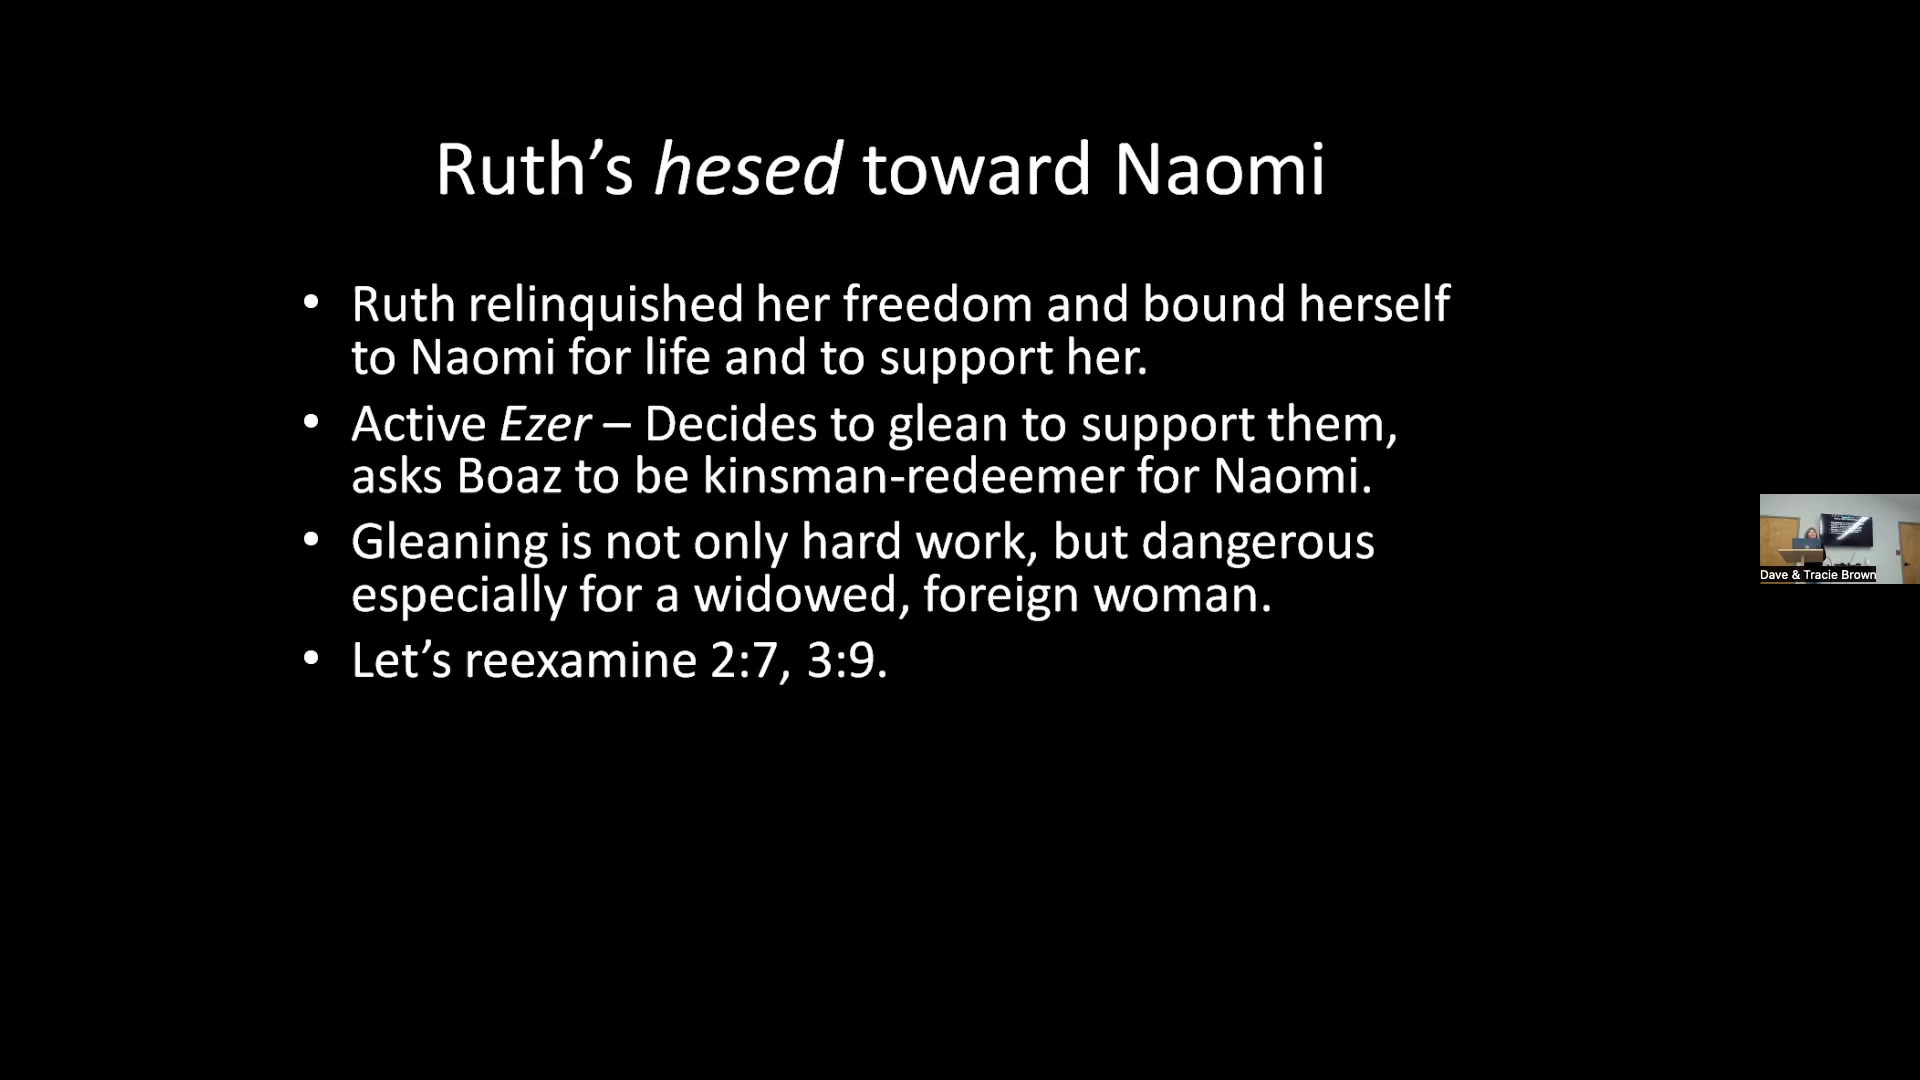 Ruth’s hesed toward Naomi
• Ruth relinquished her freedom and bound herself
to Naomi for life and to support her.
• Active Ezer – Decides to glean to support them,
asks Boaz to be kinsman-redeemer for Naomi.
• Gleaning is not only hard work, but dangerous
especially for a widowed, foreign woman.
• Let’s reexamine 2:7, 3:9.
Dave & Tracie Brown